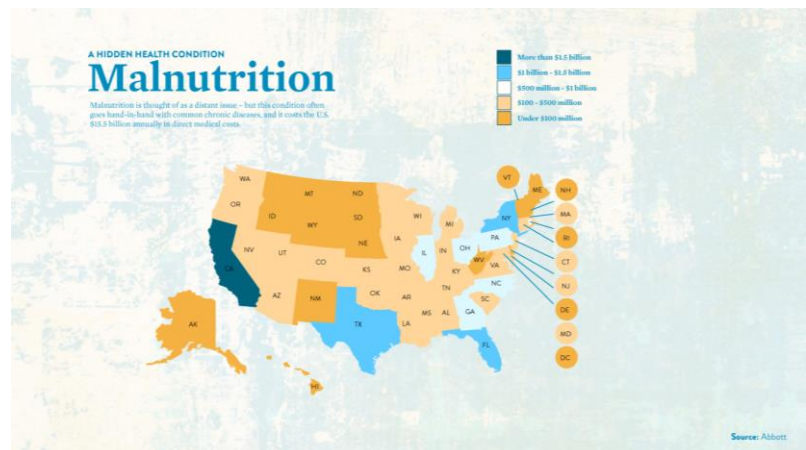 A HIDDEN HEALTH CONDITION
Malnutrition
Malnutrition is thought of as a distant issue – but this condition often
goes hand-in-hand with common chronic diseases, and it costs the U.S.
$15.5 billion annually in direct medical costs.
More than $1.5 billion
$1 billion - $1.5 billion
$500 million - $1 billion
$100 - $500 million
Under $100 million
WA
MT
ND
VT
ME
NH
OR
ID
WY
SD
WI
MI
NY
MA
NV
UT
CO
NE
IA
IL
IN
OH
PA
RI
CA
KS
MO
KY
WV
VA
CT
AZ
NM
OK
AR
TN
NC
NJ
TX
LA
MS
AL
GA
SC
DE
AK
FL
MD
HI
DC
Source: Abbott